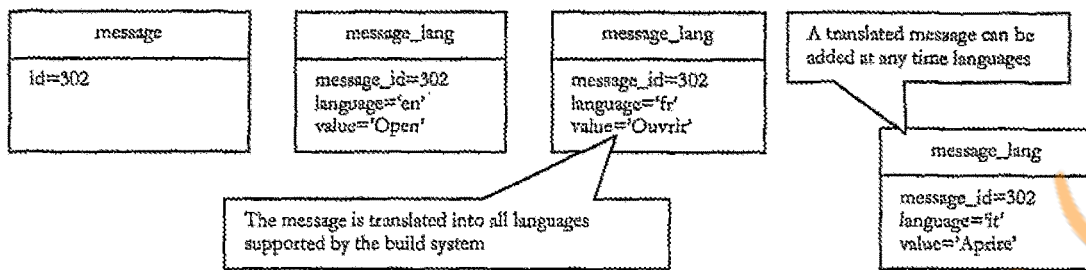 message
id=302
message_lang
message_id=302
language='en'
value='Open'
message_lang
message_id=302
language='fr'
value='Ouvrir'
A translated message can be
added at any time languages
message_lang
message_id=302
language='it'
value='Aprire'
The message is translated into all languages
supported by the build system